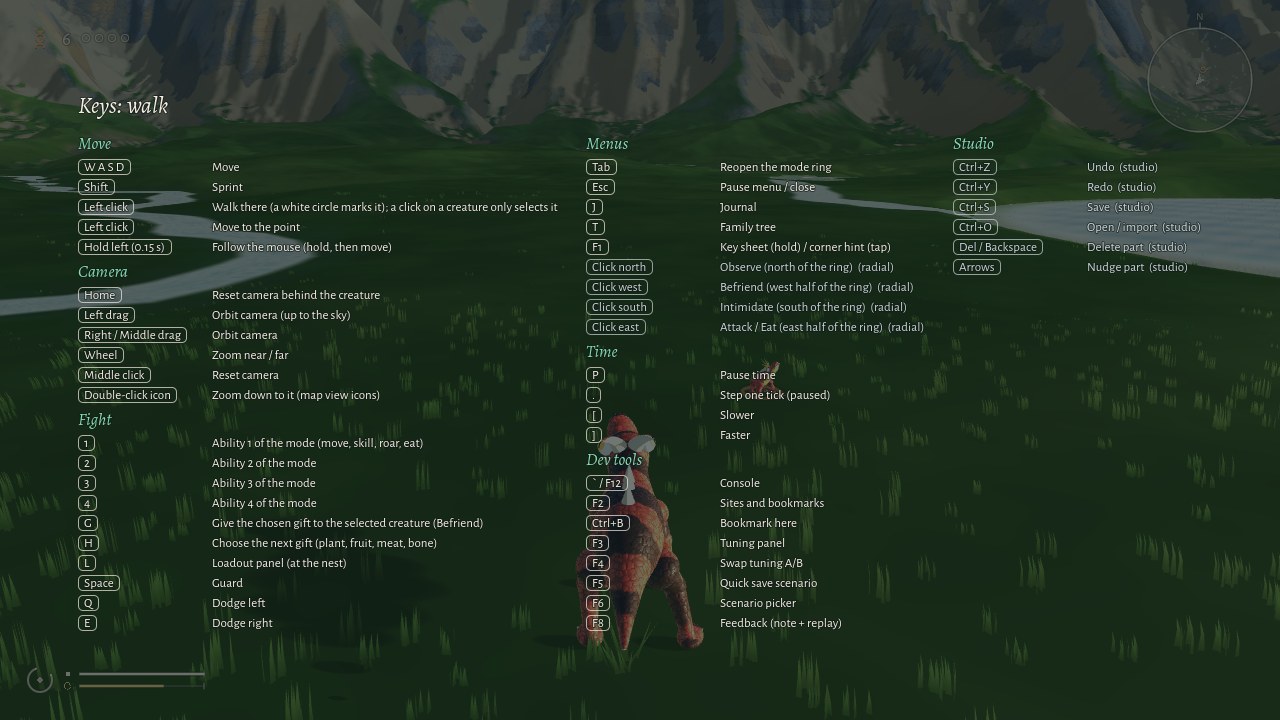 6
N
Keys: walk
Move
W A S D Move
Shift Sprint
Left click Walk there (a white circle marks it); a click on a creature only selects it
Left click Move to the point
Hold left (0.15 s) Follow the mouse (hold, then move)
Camera
Home Reset camera behind the creature
Left drag Orbit camera (up to the sky)
Right / Middle drag Orbit camera
Wheel Zoom near / far
Middle click Reset camera
Double-click icon Zoom down to it (map view icons)
Fight
1 Ability 1 of the mode (move, skill, roar, eat)
2 Ability 2 of the mode
3 Ability 3 of the mode
4 Ability 4 of the mode
G Give the chosen gift to the selected creature (Befriend)
H Choose the next gift (plant, fruit, meat, bone)
L Loadout panel (at the nest)
Space Guard
Q Dodge left
E Dodge right
Menus
Tab Reopen the mode ring
Esc Pause menu / close
J Journal
T Family tree
F1 Key sheet (hold) / corner hint (tap)
Click north Observe (north of the ring) (radial)
Click west Befriend (west half of the ring) (radial)
Click south Intimidate (south of the ring) (radial)
Click east Attack / Eat (east half of the ring) (radial)
Time
P Pause time
. Step one tick (paused)
[ Slower
] Faster
Dev tools
` / F12 Console
F2 Sites and bookmarks
Ctrl+B Bookmark here
F3 Tuning panel
F4 Swap tuning A/B
F5 Quick save scenario
F6 Scenario picker
F8 Feedback (note + replay)
Studio
Ctrl+Z Undo (studio)
Ctrl+Y Redo (studio)
Ctrl+S Save (studio)
Ctrl+O Open / import (studio)
Del / Backspace Delete part (studio)
Arrows Nudge part (studio)